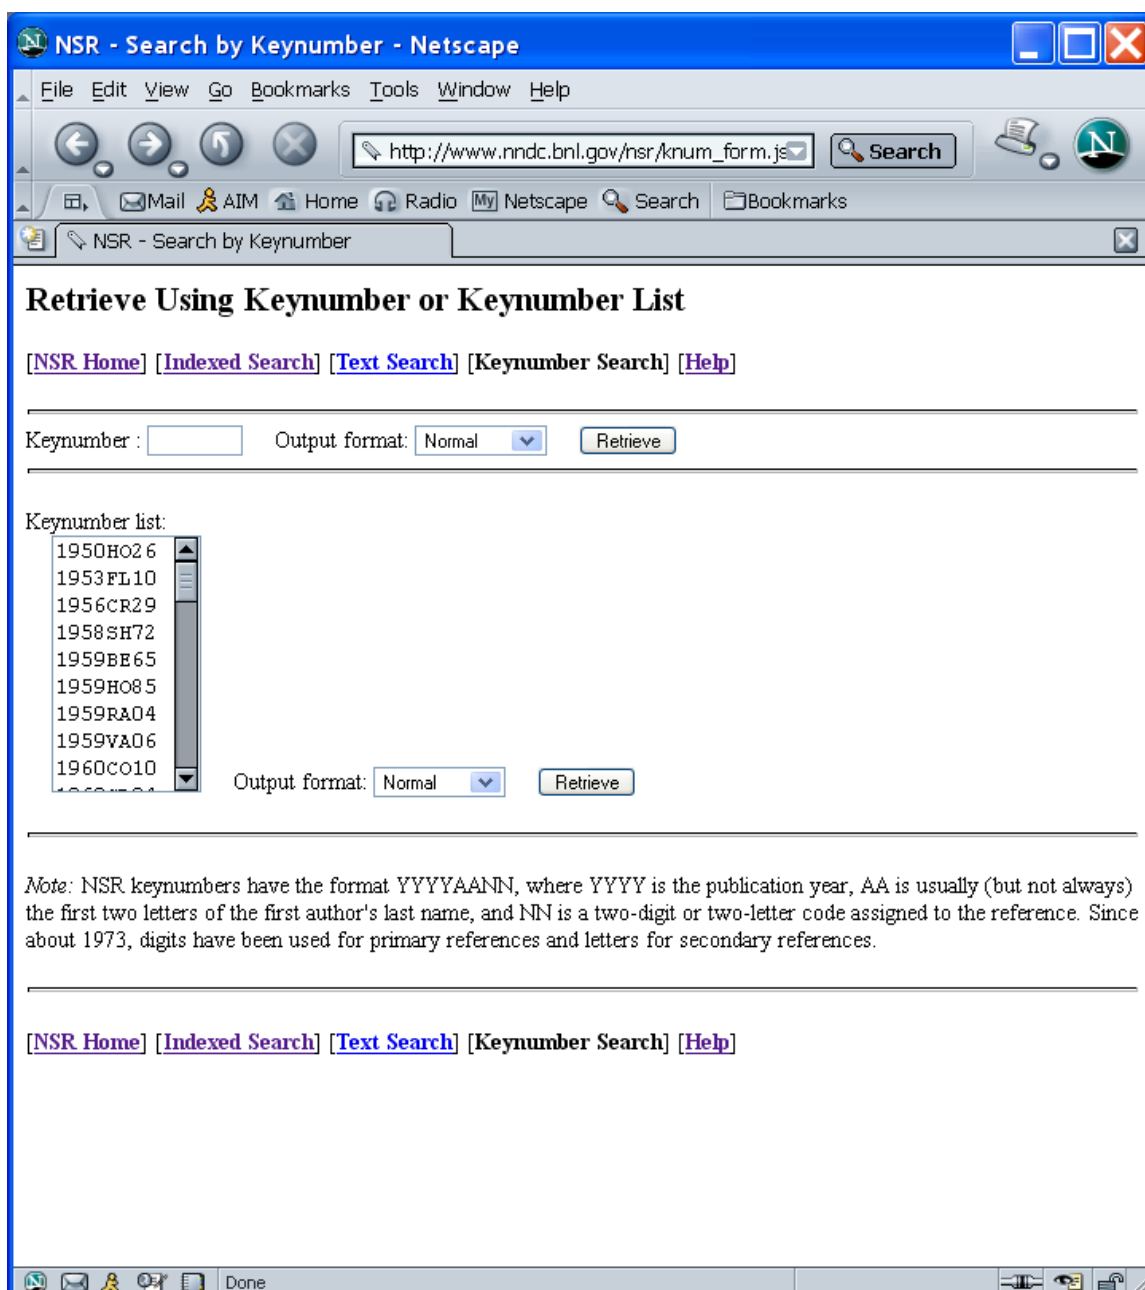 NSR - Search by Keynumber - Netscape
File Edit View Go Bookmarks Tools Window Help
http://www.nndc.bnl.gov/nsr/knum_form.js Search N
Mail AIM Home Radio My Netscape Search Bookmarks
NSR - Search by Keynumber
Retrieve Using Keynumber or Keynumber List
[NSR Home] [Indexed Search] [Text Search] [Keynumber Search] [Help]
Keynumber : Output format: Normal Retrieve
Keynumber list:
1950HO26
1953FL10
1956CR29
1958SH72
1959BE65
1959HO85
1959RA04
1959VA06
1960CO10
Output format: Normal Retrieve
Note: NSR keynumbers have the format YYYYAANN, where YYYY is the publication year, AA is usually (but not always)
the first two letters of the first author's last name, and NN is a two-digit or two-letter code assigned to the reference. Since
about 1973, digits have been used for primary references and letters for secondary references.
[NSR Home] [Indexed Search] [Text Search] [Keynumber Search] [Help]
Done